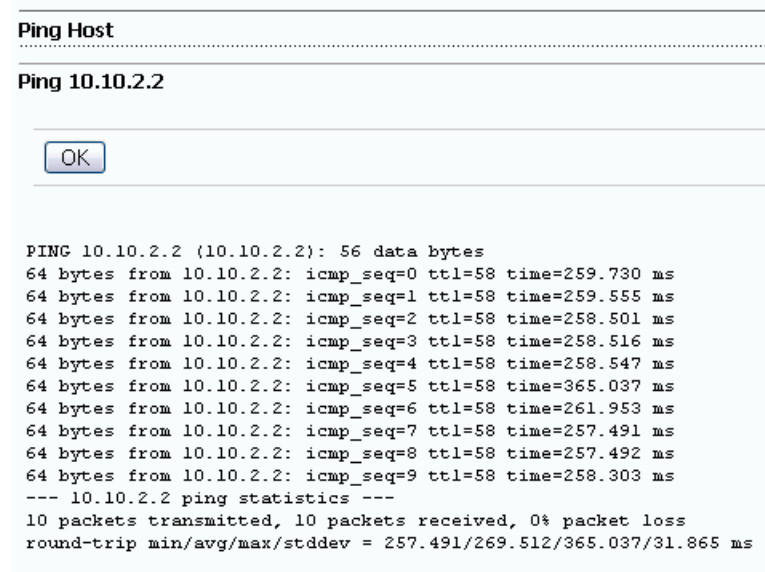 Ping Host
Ping 10.10.2.2
OK
PING 10.10.2.2 (10.10.2.2): 56 data bytes
64 bytes from 10.10.2.2: icmp_seq=0 ttl=58 time=259.730 ms
64 bytes from 10.10.2.2: icmp_seq=1 ttl=58 time=259.555 ms
64 bytes from 10.10.2.2: icmp_seq=2 ttl=58 time=258.501 ms
64 bytes from 10.10.2.2: icmp_seq=3 ttl=58 time=258.516 ms
64 bytes from 10.10.2.2: icmp_seq=4 ttl=58 time=258.547 ms
64 bytes from 10.10.2.2: icmp_seq=5 ttl=58 time=365.037 ms
64 bytes from 10.10.2.2: icmp_seq=6 ttl=58 time=261.953 ms
64 bytes from 10.10.2.2: icmp_seq=7 ttl=58 time=257.491 ms
64 bytes from 10.10.2.2: icmp_seq=8 ttl=58 time=257.492 ms
64 bytes from 10.10.2.2: icmp_seq=9 ttl=58 time=258.303 ms
--- 10.10.2.2 ping statistics ---
10 packets transmitted, 10 packets received, 0% packet loss
round-trip min/avg/max/stddev = 257.491/269.512/365.037/31.865 ms